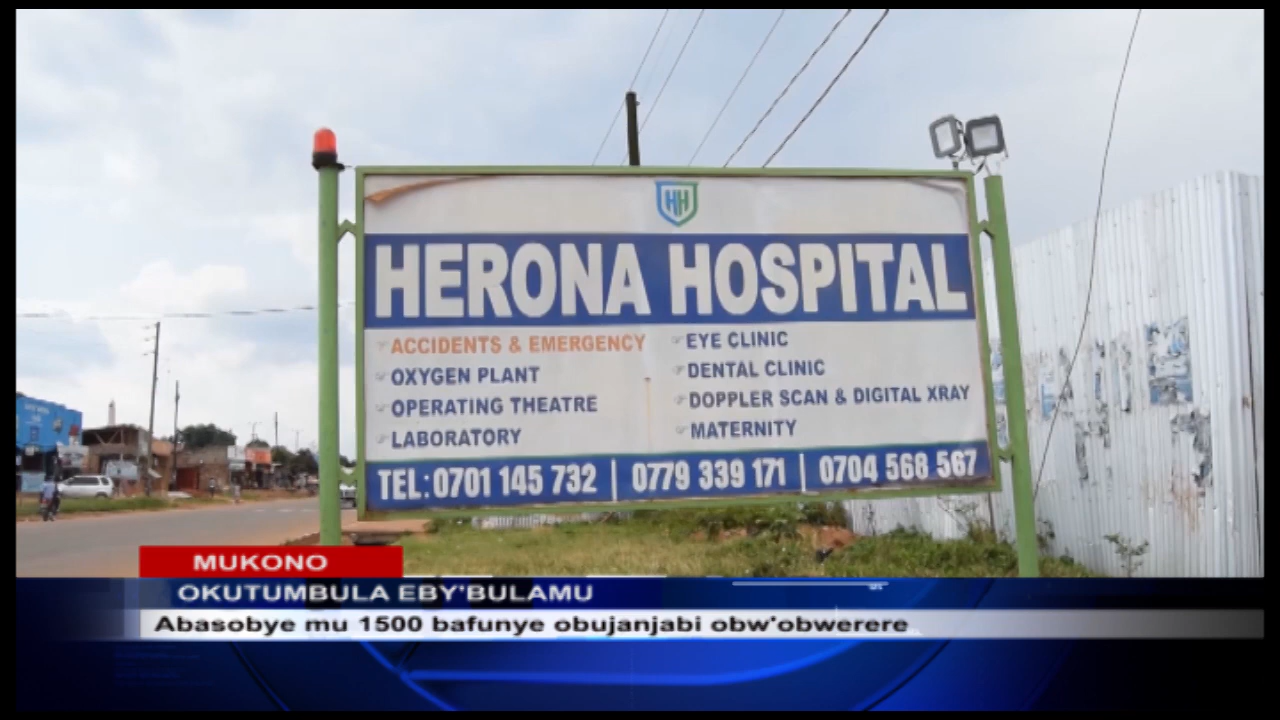 HH
HERONA HOSPITAL
ACCIDENTS & EMERGENCY
OXYGEN PLANT
OPERATING THEATRE
LABORATORY
EYE CLINIC
DENTAL CLINIC
DOPPLER SCAN & DIGITAL XRAY
MATERNITY
TEL: 0701 145 732 | 0779 339 171 | 0704 568 567
MUKONO
OKUTUMBULA EBY'BULAMU
Abasobye mu 1500 bafunye obujanjabi obw'obwerere